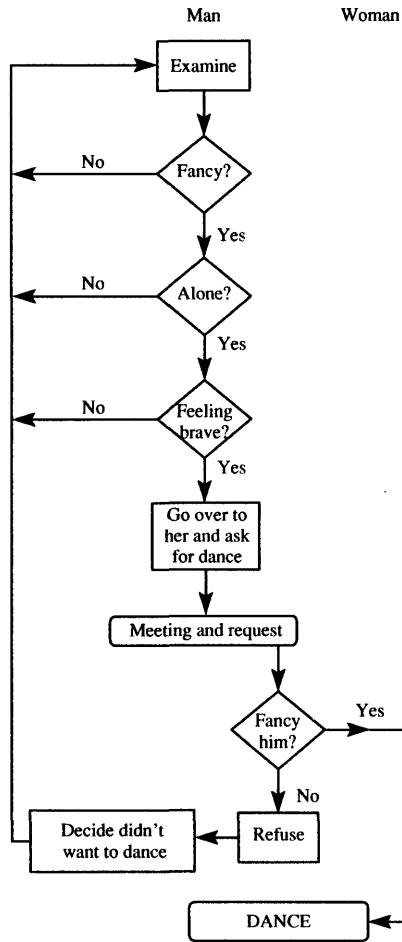 Man Woman
Examine
No Fancy?
Yes
No Alone?
Yes
No Feeling
brave?
Yes
Go over to
her and ask
for dance
Meeting and request
Fancy Yes
him?
No
Decide didn't
want to dance
Refuse
DANCE